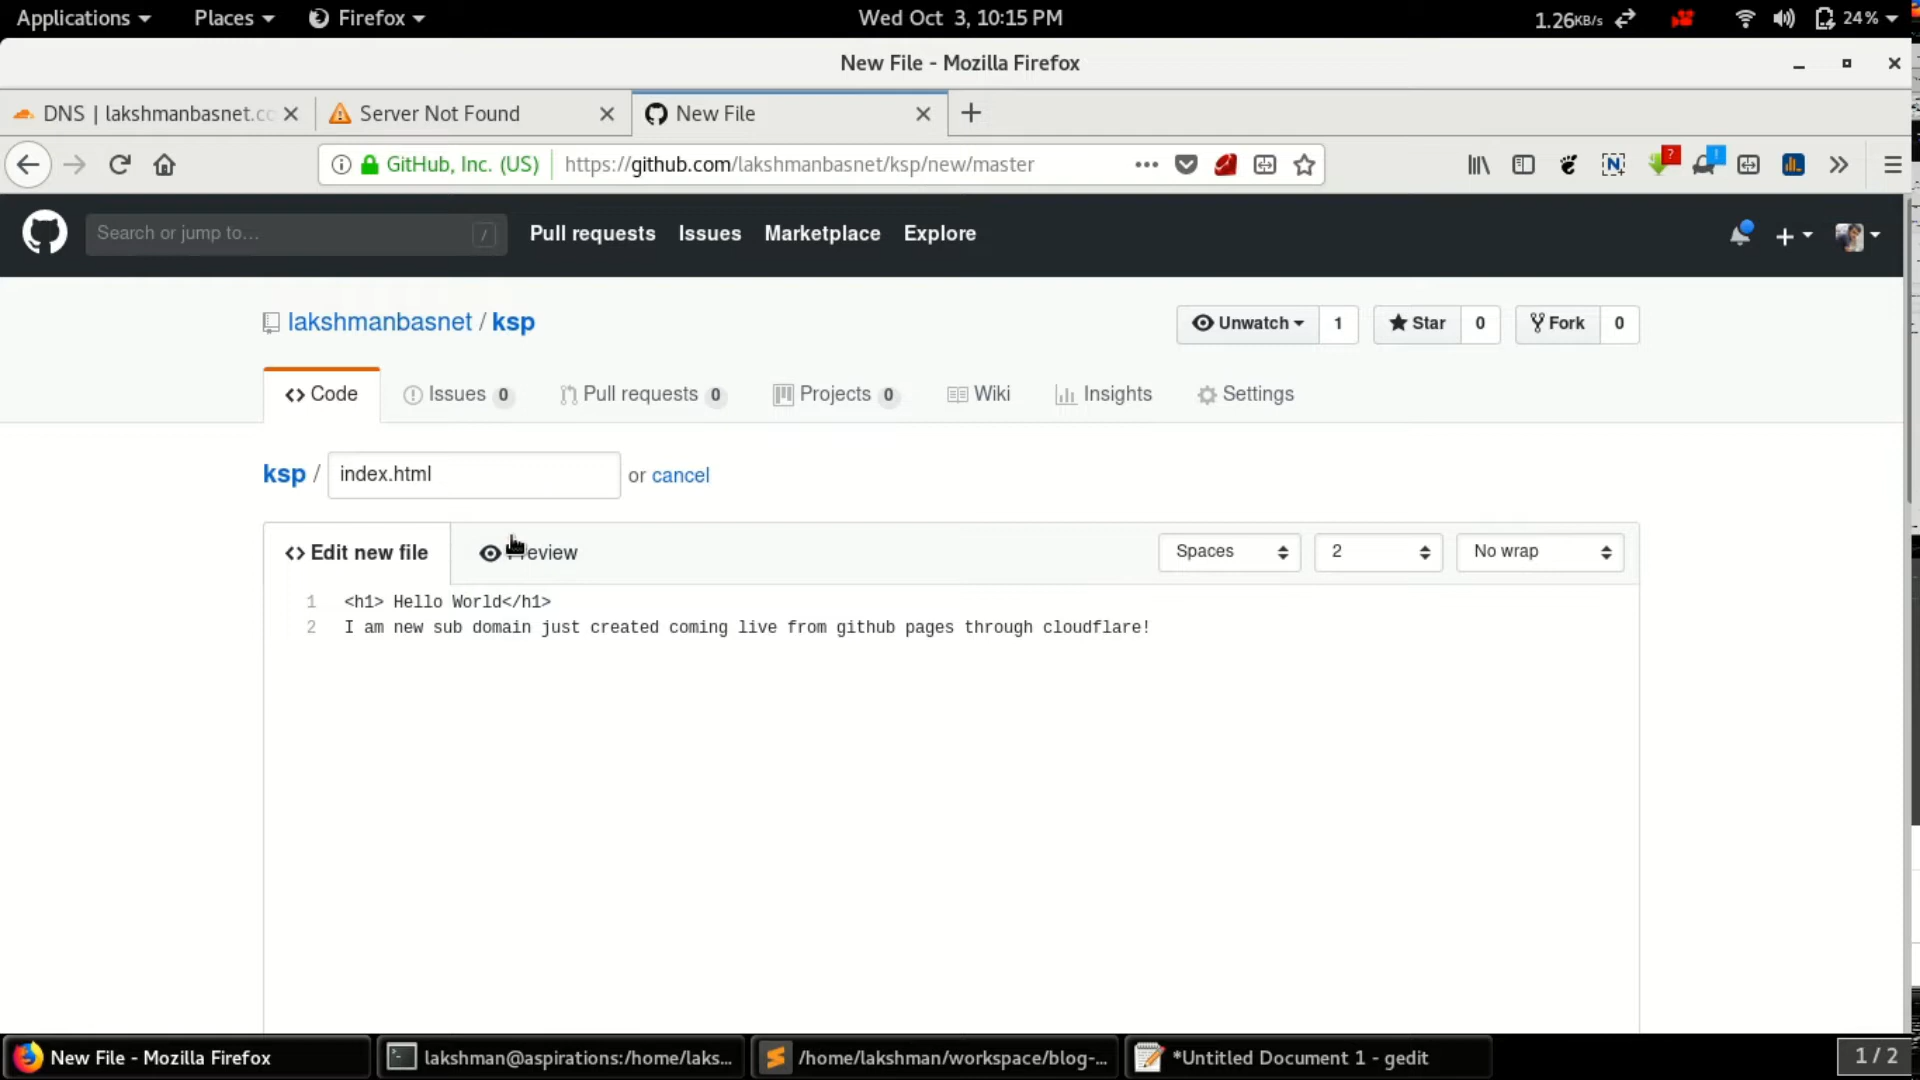 Applications Places Firefox Wed Oct 3, 10:15 PM 1.26KB/s 24%
New File - Mozilla Firefox
DNS | lakshmanbasnet.c Server Not Found New File
GitHub, Inc. (US) https://github.com/lakshmanbasnet/ksp/new/master
Search or jump to… / Pull requests Issues Marketplace Explore
lakshmanbasnet / ksp Unwatch 1 Star 0 Fork 0
Code Issues 0 Pull requests 0 Projects 0 Wiki Insights Settings
ksp / index.html or cancel
Edit new file eview Spaces 2 No wrap
1 <h1> Hello World</h1>
2 I am new sub domain just created coming live from github pages through cloudflare!
New File - Mozilla Firefox lakshman@aspirations:/home/laks... /home/lakshman/workspace/blog-... *Untitled Document 1 - gedit 1 / 2